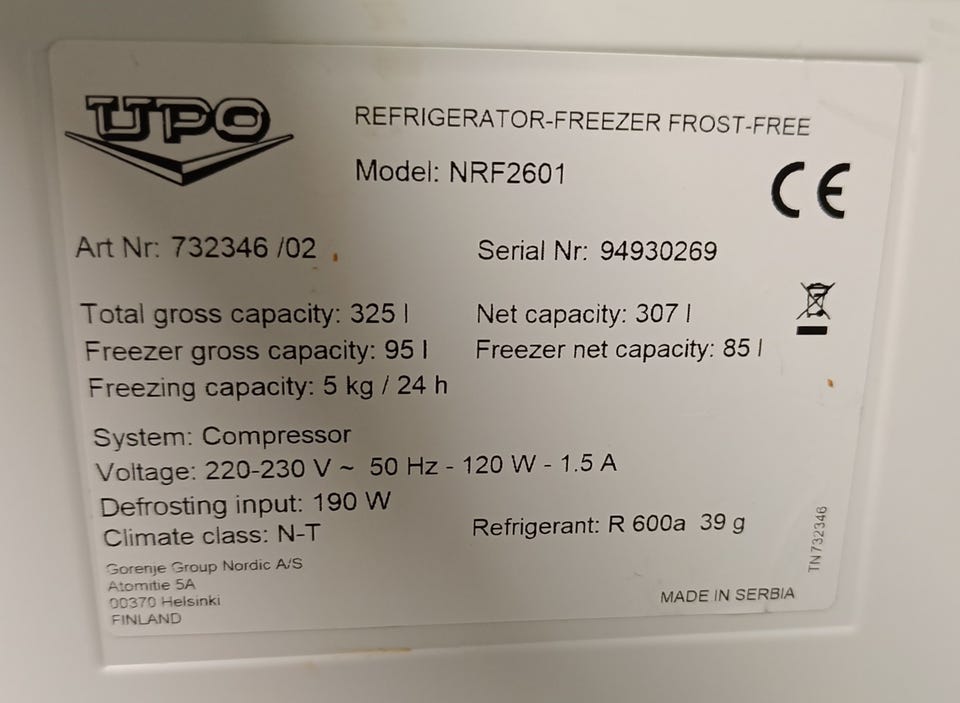 UPO
REFRIGERATOR-FREEZER FROST-FREE
Model: NRF2601
CE
Art Nr: 732346 /02
Serial Nr: 94930269
Total gross capacity: 325 l
Net capacity: 307 l
Freezer gross capacity: 95 l
Freezer net capacity: 85 l
Freezing capacity: 5 kg / 24 h
System: Compressor
Voltage: 220-230 V ~ 50 Hz - 120 W - 1.5 A
Defrosting input: 190 W
Climate class: N-T
Refrigerant: R 600a 39 g
TN732346
Gorenje Group Nordic A/S
Atomitie 5A
00370 Helsinki
FINLAND
MADE IN SERBIA